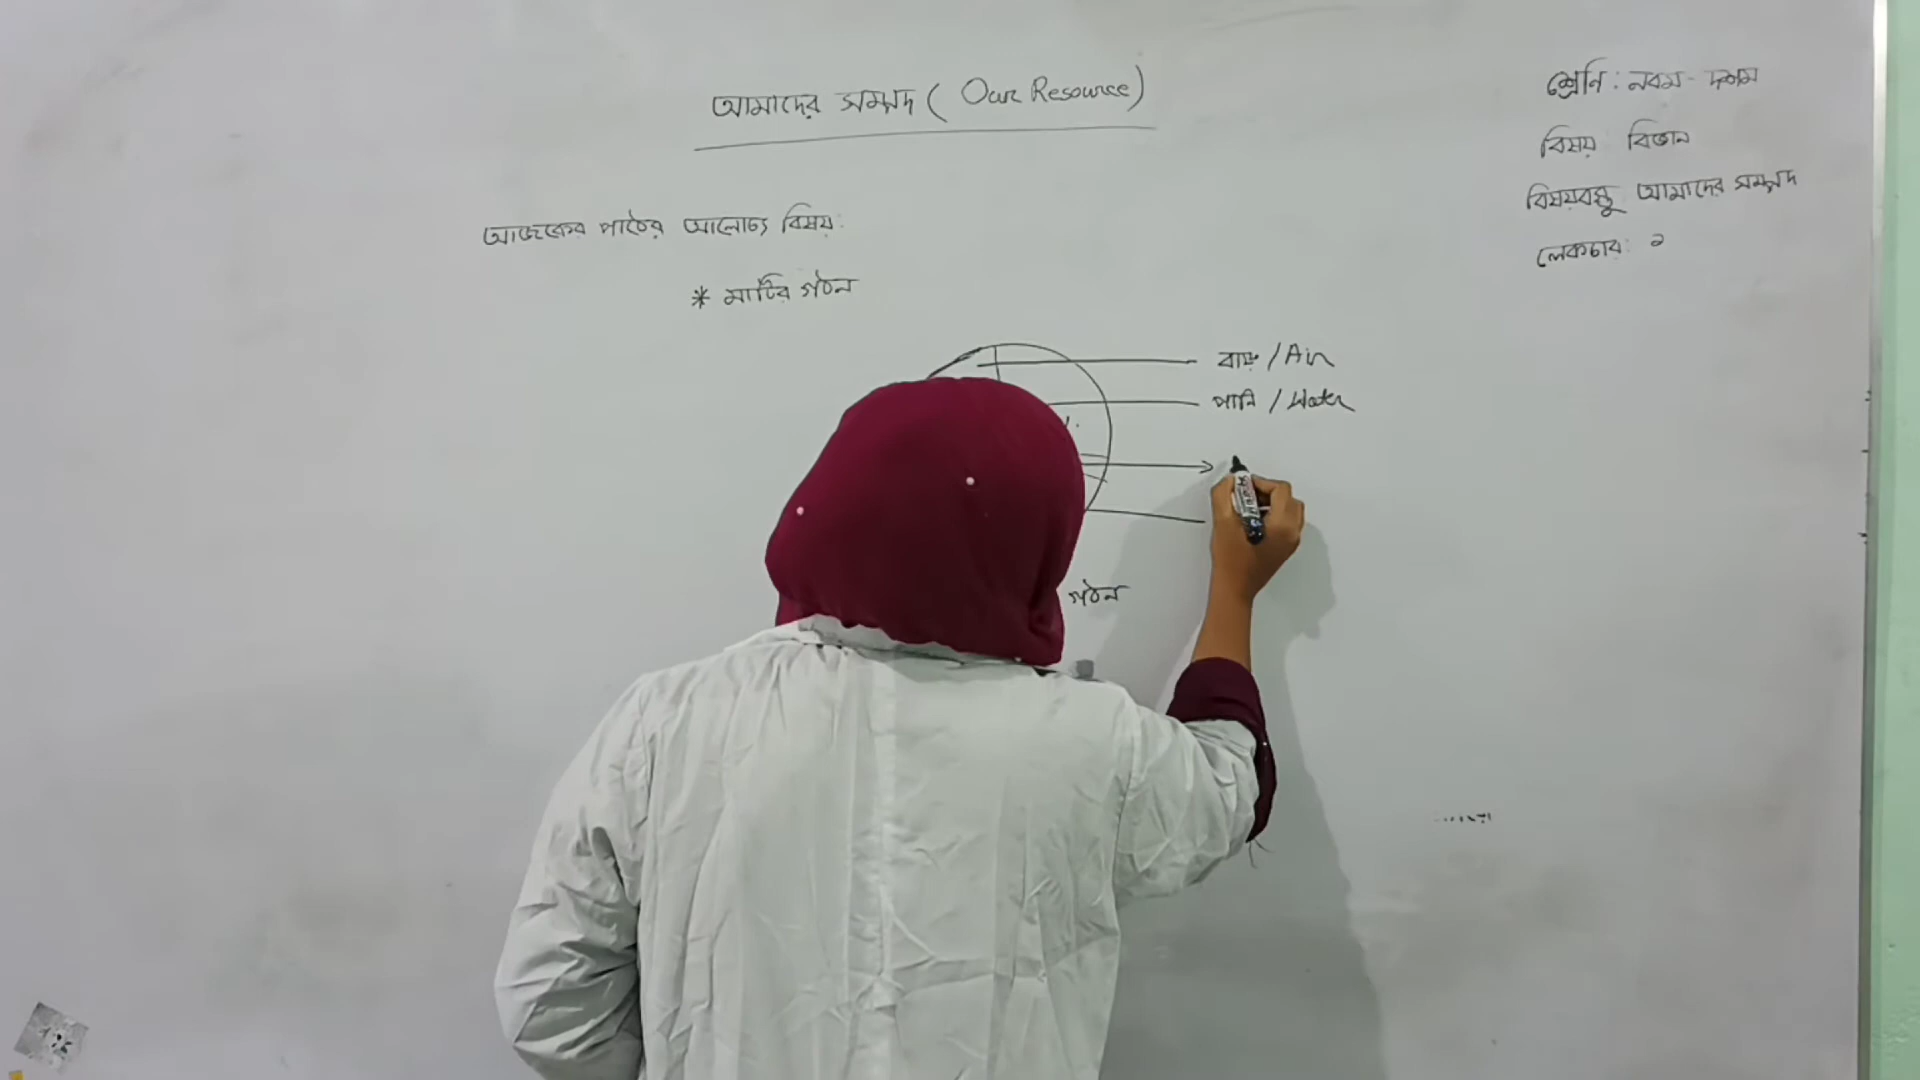 আমাদের সম্পদ ( Our Resource)
শ্রেণি : নবম - দশম
বিষয় বিজ্ঞান
বিষয়বস্তু আমাদের সম্পদ
লেকচার: ১
আজকের পাঠের আলোচ্য বিষয়:
* মাটির গঠন
বায়ু / Air
পানি / Water
গঠন